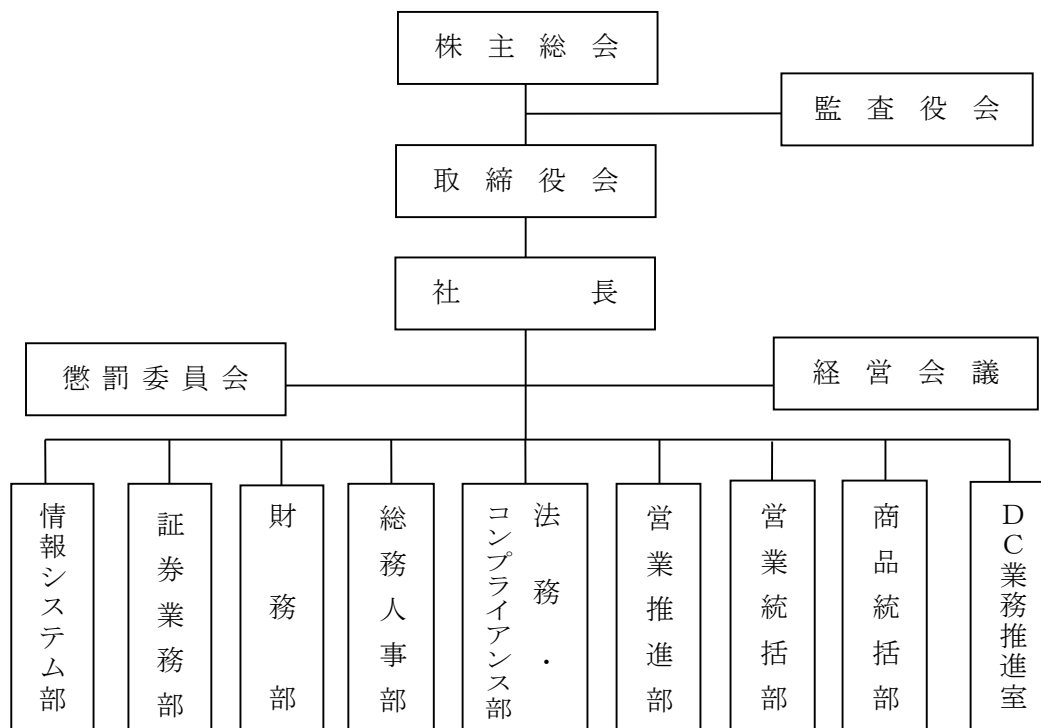 株主総会
監査役会
取締役会
社長
懲罰委員会
経営会議
情報システム部
証券業務部
財務部
総務人事部
法務・
コンプライアンス部
営業推進部
営業統括部
商品統括部
DC業務推進室